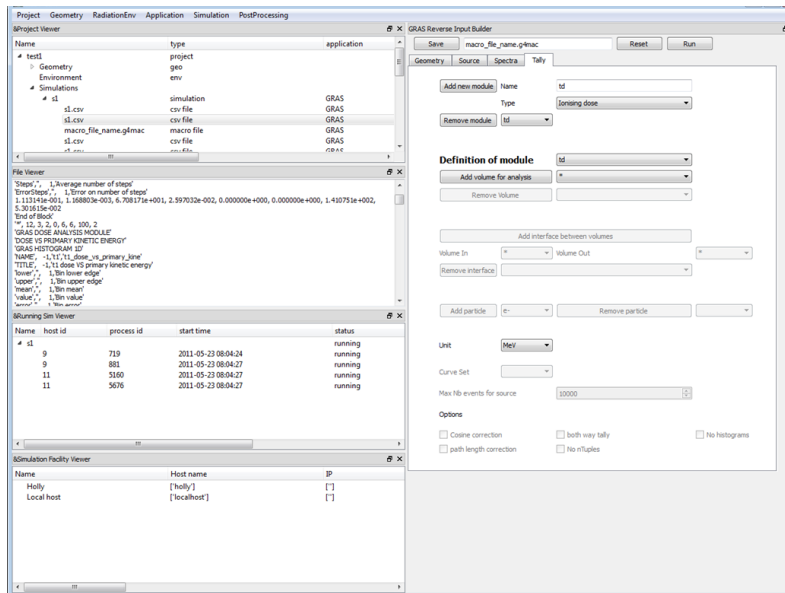 Project Geometry RadiationEnv Application Simulation PostProcessing
&Project Viewer
Name type application
test1 project
Geometry geo
Environment env
Simulations
s1 simulation GRAS
s1.csv csv file GRAS
s1.csv csv file GRAS
macro_file_name.g4mac macro file GRAS
s1.csv csv file GRAS
s1.csv csv file GRAS
File Viewer
'Steps',", 1,'Average number of steps'
'ErrorSteps',", 1,'Error on number of steps'
1.113141e-001, 1.168803e-003, 6.708171e+001, 2.597032e-002, 0.000000e+000, 0.000000e+000, 1.410751e+002,
5.301615e-002
'End of Block'
'*', 12, 3, 2, 0, 6, 6, 100, 2
'GRAS DOSE ANALYSIS MODULE'
'DOSE VS PRIMARY KINETIC ENERGY'
'GRAS HISTOGRAM 1D'
'NAME', -1,'t1','t1_dose_vs_primary_kine'
'TITLE', -1,'t1 dose VS primary kinetic energy'
'lower',", 1,'Bin lower edge'
'upper',", 1,'Bin upper edge'
'mean',", 1,'Bin mean'
'value',", 1,'Bin value'
'error',", 1,'Bin error'
&Running Sim Viewer
Name host id process id start time status
s1 running
9 719 2011-05-23 08:04:24 running
9 881 2011-05-23 08:04:27 running
11 5160 2011-05-23 08:04:27 running
11 5676 2011-05-23 08:04:27 running
&Simulation Facility Viewer
Name Host name IP
Holly ['holly'] ['']
Local host ['localhost'] ['']
GRAS Reverse Input Builder
Save macro_file_name.g4mac Reset Run
Geometry Source Spectra Tally
Add new module Name td
Type Ionising dose
Remove module td
Definition of module td
Add volume for analysis *
Remove Volume
Add interface between volumes
Volume In * Volume Out *
Remove interface
Add particle e- Remove particle
Unit MeV
Curve Set
Max Nb events for source 10000
Options
Cosine correction both way tally No histograms
path length correction No nTuples